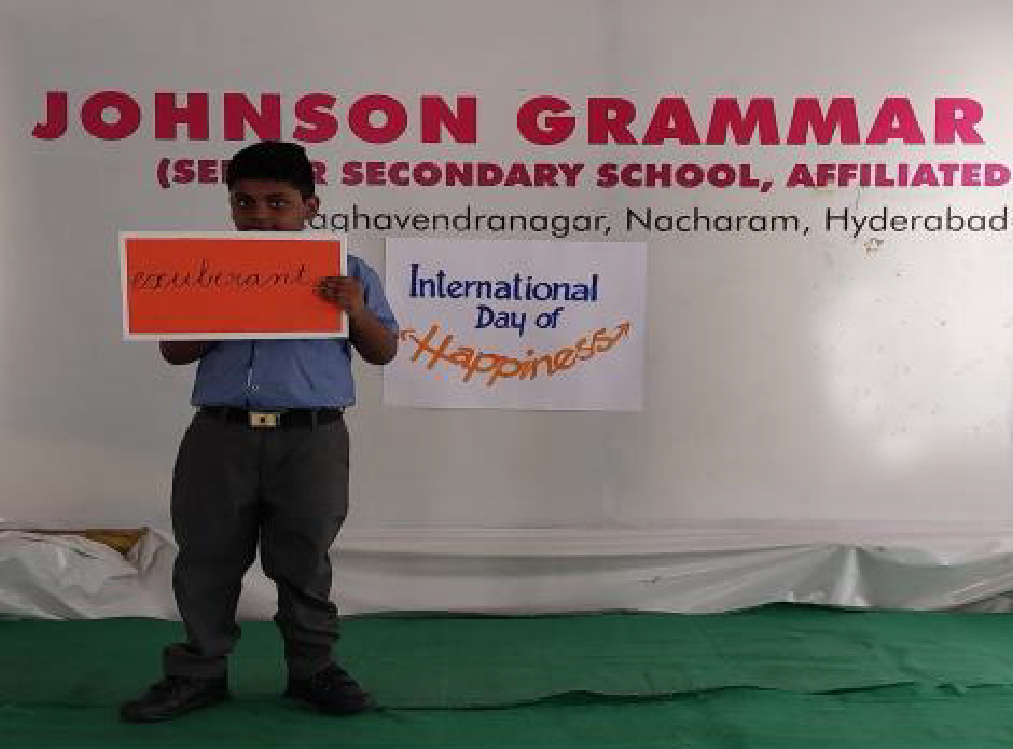 JOHNSON GRAMMAR
SECONDARY SCHOOL, AFFILIATED
Nacharam, Hyderabad
exuberant
International
Day of
Happiness